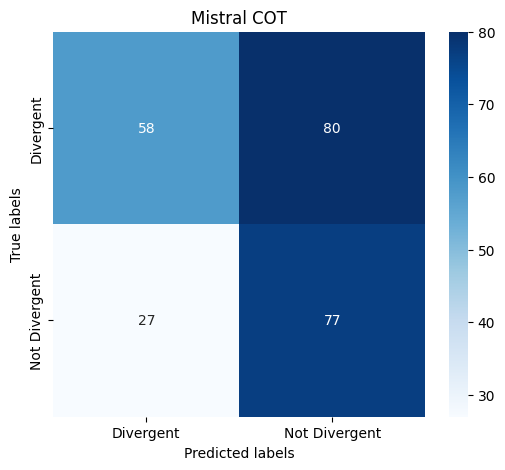 Mistral COT
True labels
Divergent
Not Divergent
58
80
27
77
Divergent
Not Divergent
Predicted labels
80
70
60
50
40
30